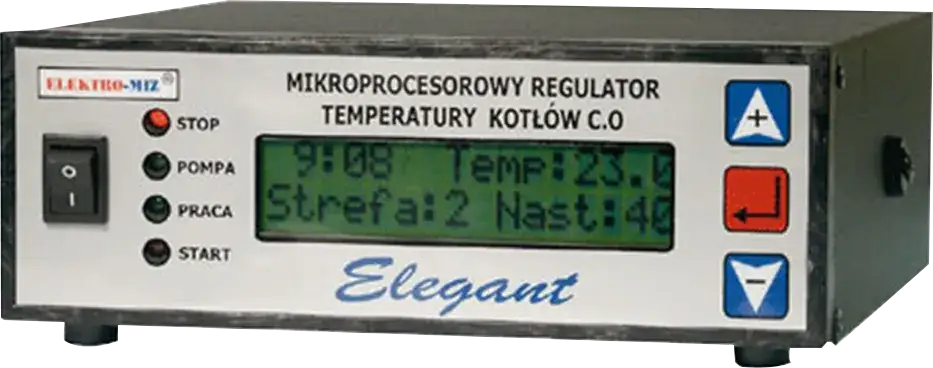 ELEKTRO-MIZ®
MIKROPROCESOROWY REGULATOR
TEMPERATURY KOTŁÓW C.O
STOP
POMPA
PRACA
START
9:08 Temp:23.0
Strefa:2 Nast:40
Elegant